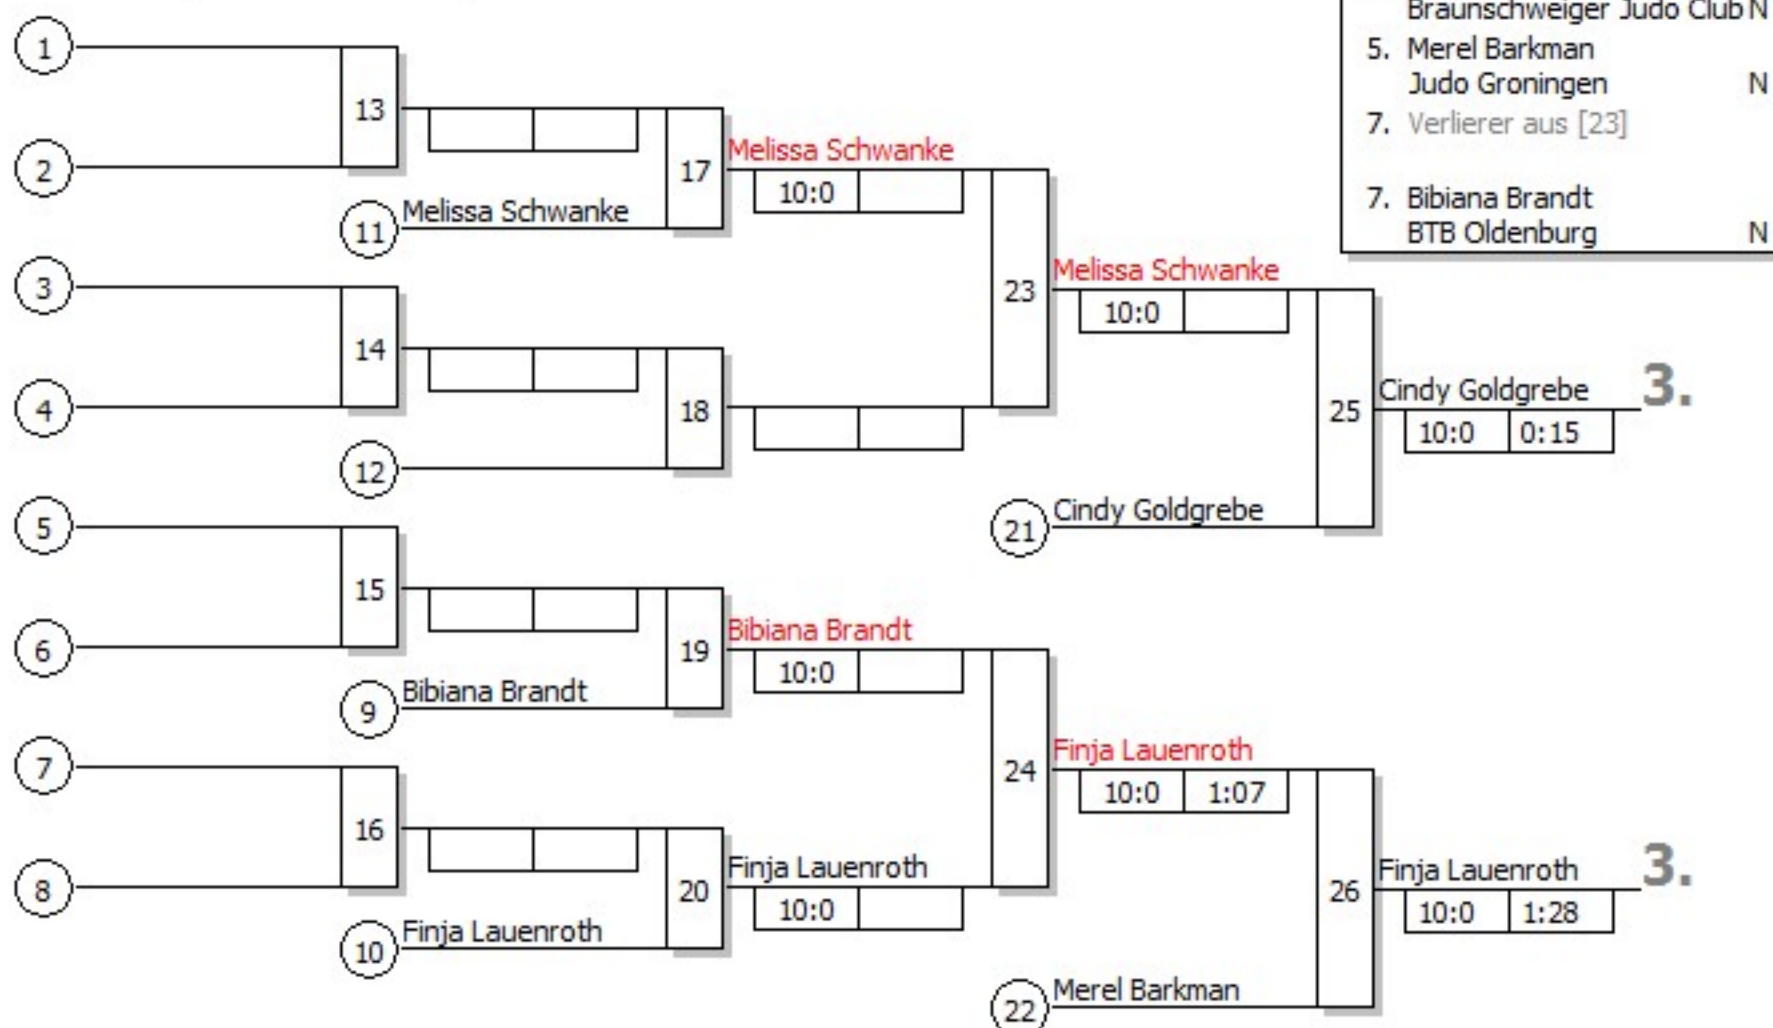 Braunschweiger Judo Club N
5. Merel Barkman
Judo Groningen N
7. Verlierer aus [23]
7. Bibiana Brandt
BTB Oldenburg N
1
13
2
17
Melissa Schwanke
10:0
11
Melissa Schwanke
3
23
Melissa Schwanke
10:0
14
4
18
12
25
Cindy Goldgrebe
3.
10:0
0:15
21
Cindy Goldgrebe
5
15
6
19
Bibiana Brandt
10:0
9
Bibiana Brandt
7
24
Finja Lauenroth
10:0
1:07
16
8
20
Finja Lauenroth
10:0
10
Finja Lauenroth
26
Finja Lauenroth
3.
10:0
1:28
22
Merel Barkman